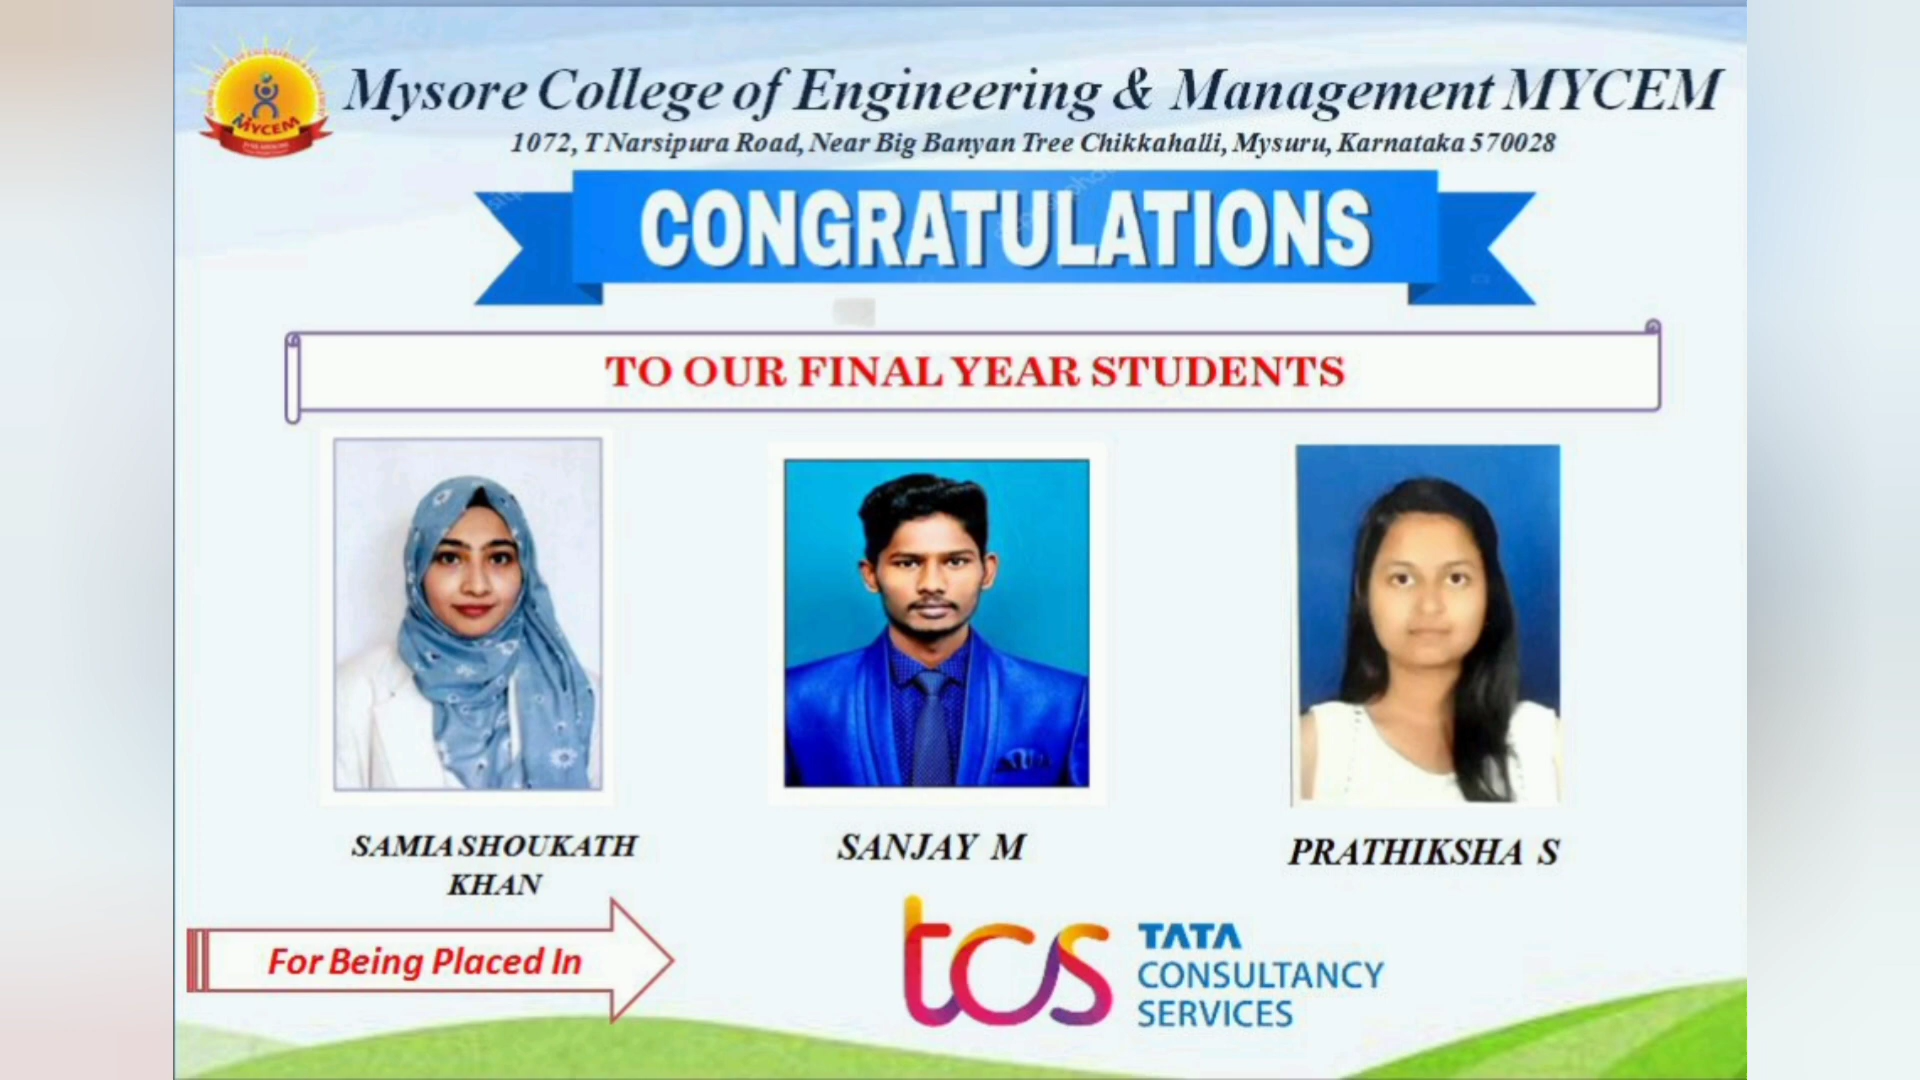 MYCEM
Mysore College of Engineering & Management MYCEM
1072, T Narsipura Road, Near Big Banyan Tree Chikkahalli, Mysuru, Karnataka 570028
CONGRATULATIONS
TO OUR FINAL YEAR STUDENTS
SAMIA SHOUKATH
KHAN
SANJAY M
PRATHIKSHA S
For Being Placed In
tcs
TATA
CONSULTANCY
SERVICES